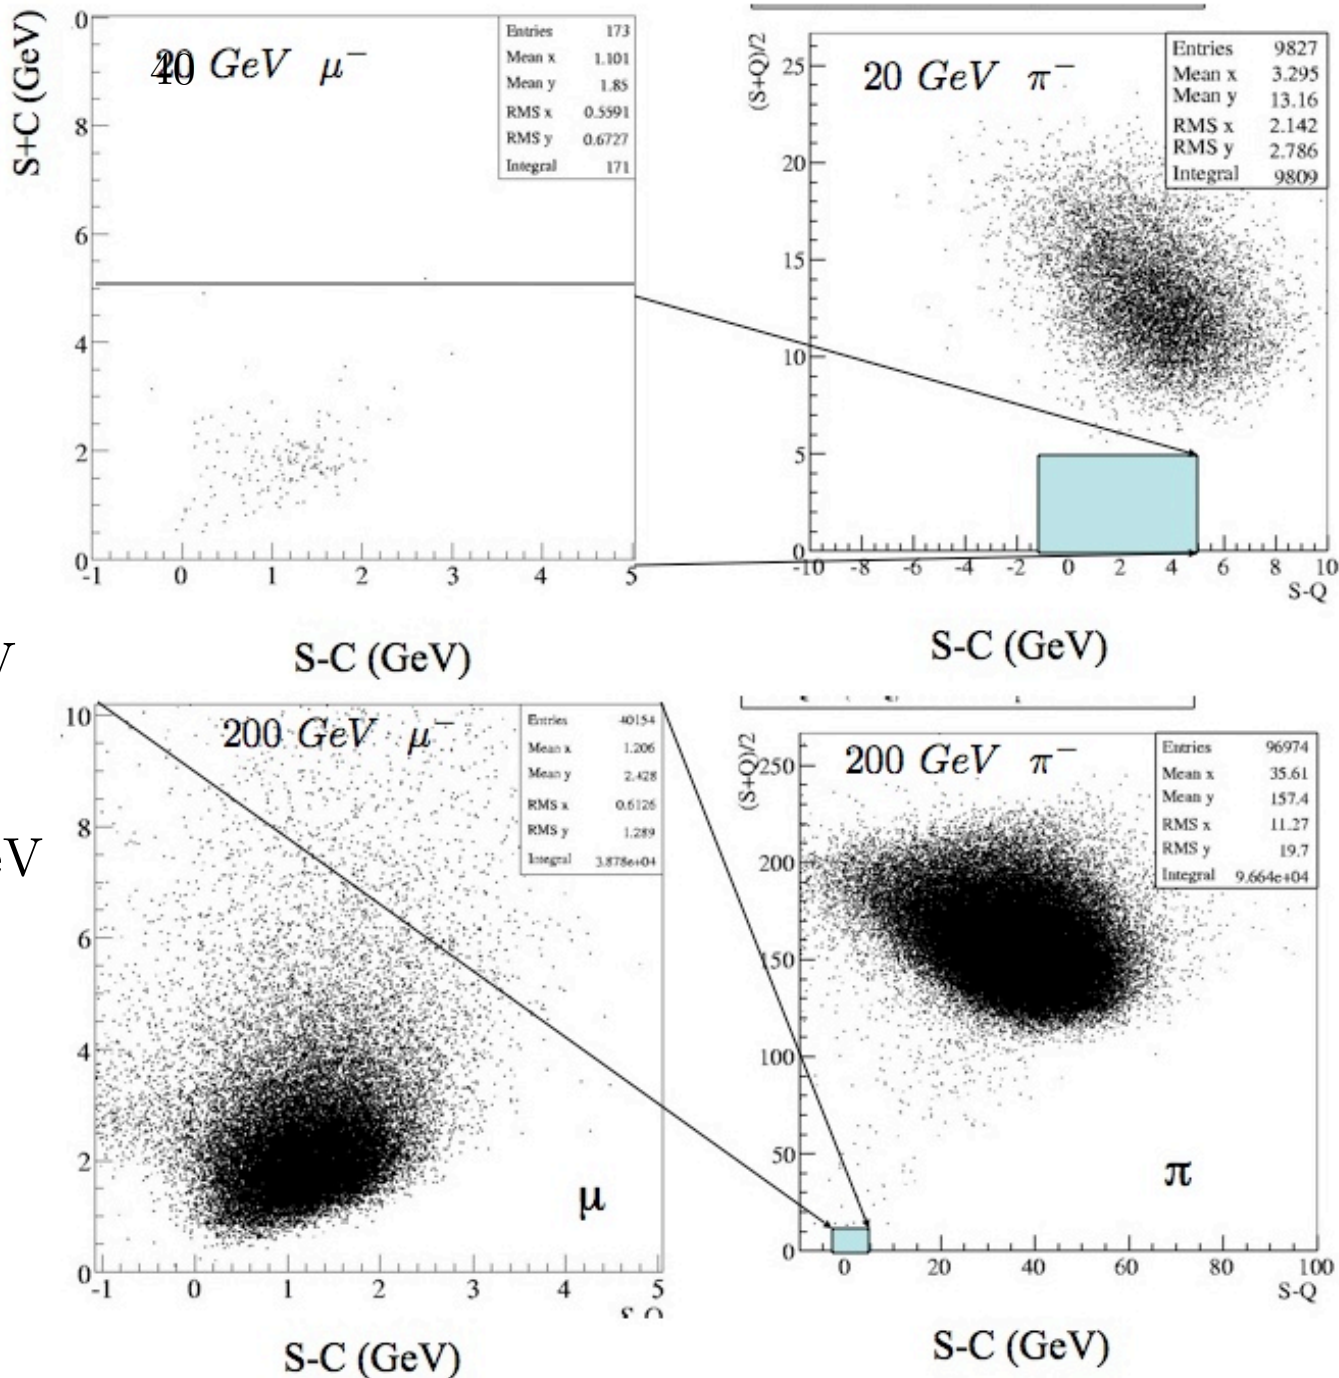 S+C (GeV)
0
8
6
4
2
0
-1 0 1 2 3 4 5
GeV μ⁻
Entries 173
Mean x 1.101
Mean y 1.85
RMS x 0.5591
RMS y 0.6727
Integral 171
S-C (GeV)
(S+Q)/2
25
20
15
10
5
0
-10 -8 -6 -4 -2 0 2 4 6 8 10
S-Q
20 GeV π⁻
Entries 9827
Mean x 3.295
Mean y 13.16
RMS x 2.142
RMS y 2.786
Integral 9809
S-C (GeV)
V
eV
10
8
6
4
2
0
-1 0 1 2 3 4 5
200 GeV μ⁻
Entries 40154
Mean x 1.206
Mean y 2.428
RMS x 0.6126
RMS y 1.289
Integral 3.878e+04
μ
S-C (GeV)
(S+Q)/2
250
200
150
100
50
0
0 20 40 60 80 100
S-Q
200 GeV π⁻
Entries 96974
Mean x 35.61
Mean y 157.4
RMS x 11.27
RMS y 19.7
Integral 9.664e+04
π
S-C (GeV)